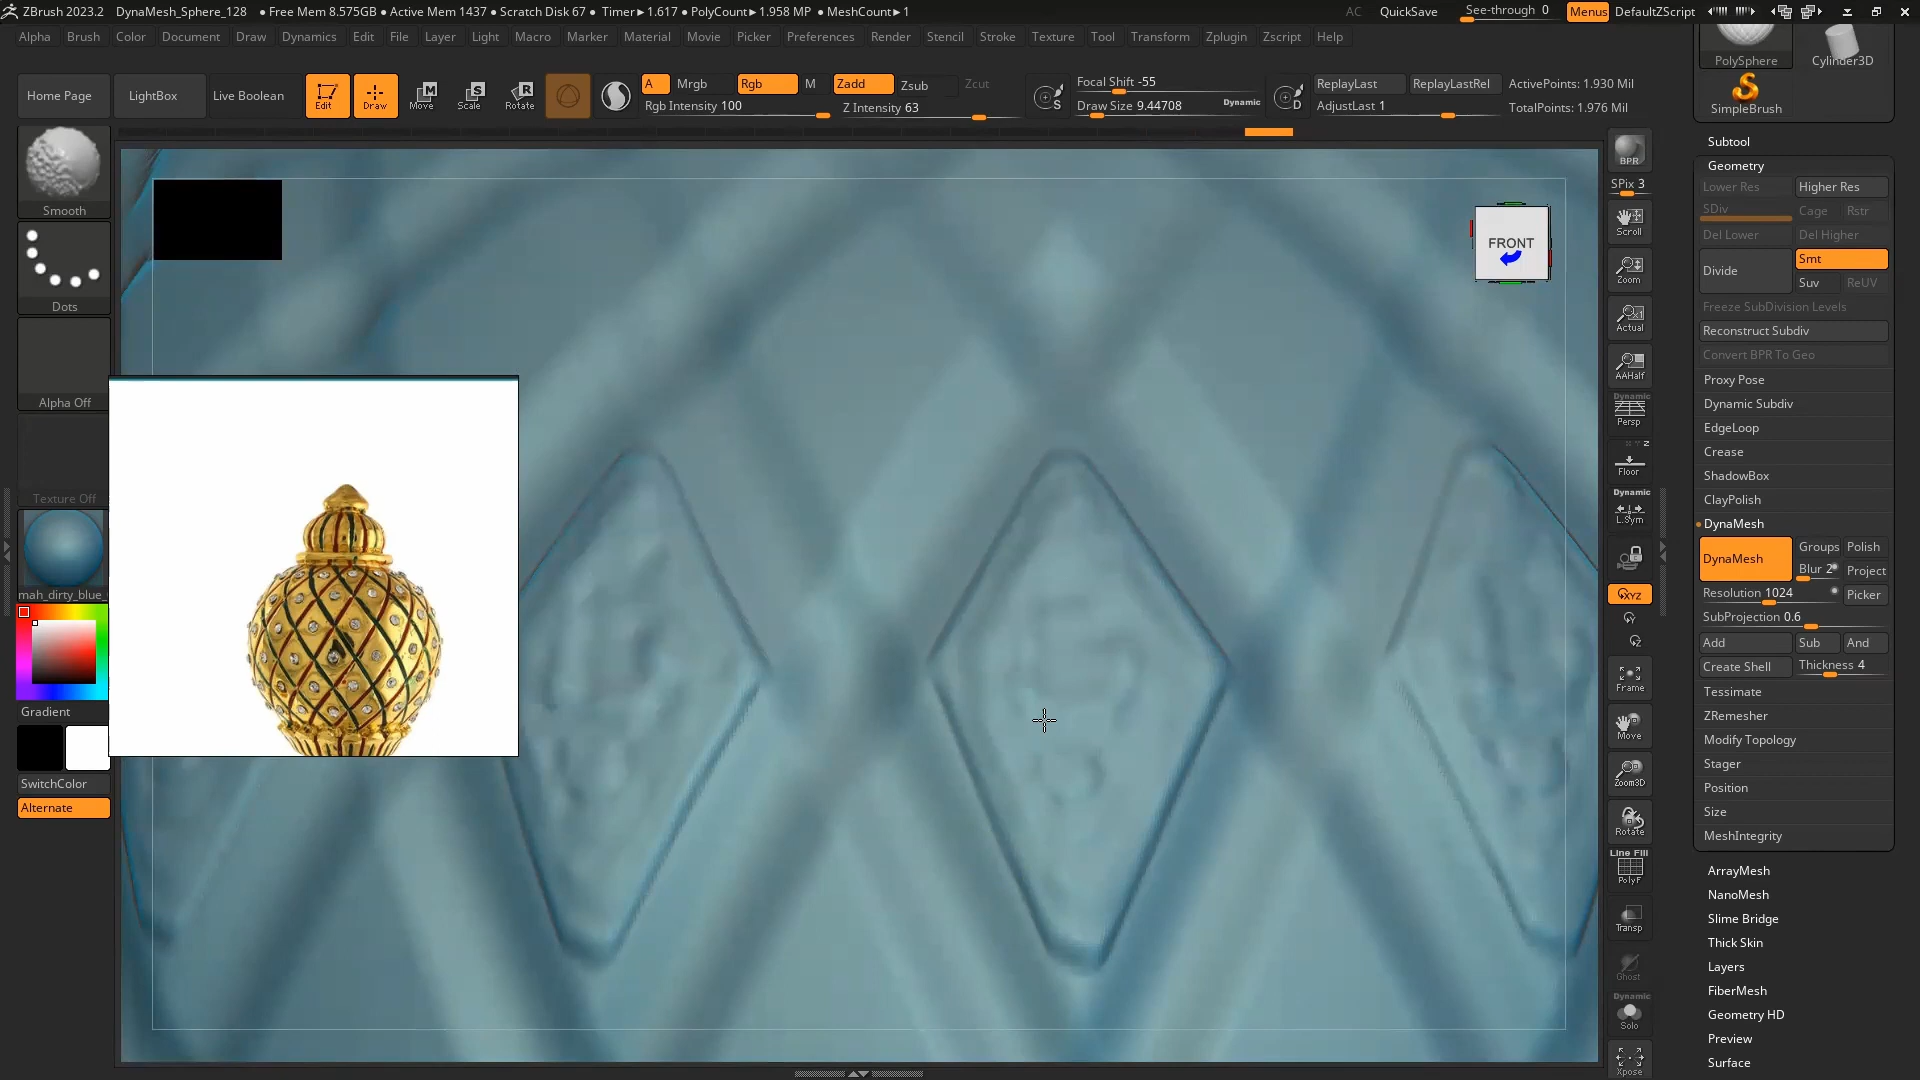 ZBrush 2023.2 DynaMesh_Sphere_128 ● Free Mem 8.575GB ● Active Mem 1437 ● Scratch Disk 67 ● Timer▶1.617 ● PolyCount▶1.958 MP ● MeshCount▶1 AC QuickSave See-through 0 Menus DefaultZScript
Alpha Brush Color Document Draw Dynamics Edit File Layer Light Macro Marker Material Movie Picker Preferences Render Stencil Stroke Texture Tool Transform Zplugin Zscript Help
Home Page LightBox Live Boolean Edit Draw Move Scale Rotate
A Mrgb Rgb M Zadd Zsub Zcut
Rgb Intensity 100 Z Intensity 63
S Focal Shift -55
Draw Size 9.44708 Dynamic
D ReplayLast ReplayLastRel ActivePoints: 1.930 Mil
AdjustLast 1 TotalPoints: 1.976 Mil
Smooth
Dots
Alpha Off
Texture Off
mah_dirty_blue_
Gradient
SwitchColor
Alternate
FRONT
BPR
SPix 3
Scroll
Zoom
Actual
AAHalf
Dynamic
Persp
Floor
Dynamic
L.Sym
XYZ
Y
Z
Frame
Move
Zoom3D
Rotate
Line Fill
PolyF
Transp
Ghost
Dynamic
Solo
Xpose
PolySphere Cylinder3D
SimpleBrush
Subtool
Geometry
Lower Res Higher Res
SDiv Cage Rstr
Del Lower Del Higher
Divide Smt
Suv ReUV
Freeze SubDivision Levels
Reconstruct Subdiv
Convert BPR To Geo
Proxy Pose
Dynamic Subdiv
EdgeLoop
Crease
ShadowBox
ClayPolish
DynaMesh
DynaMesh Groups Polish
Blur 2 Project
Resolution 1024 Picker
SubProjection 0.6
Add Sub And
Create Shell Thickness 4
Tessimate
ZRemesher
Modify Topology
Stager
Position
Size
MeshIntegrity
ArrayMesh
NanoMesh
Slime Bridge
Thick Skin
Layers
FiberMesh
Geometry HD
Preview
Surface